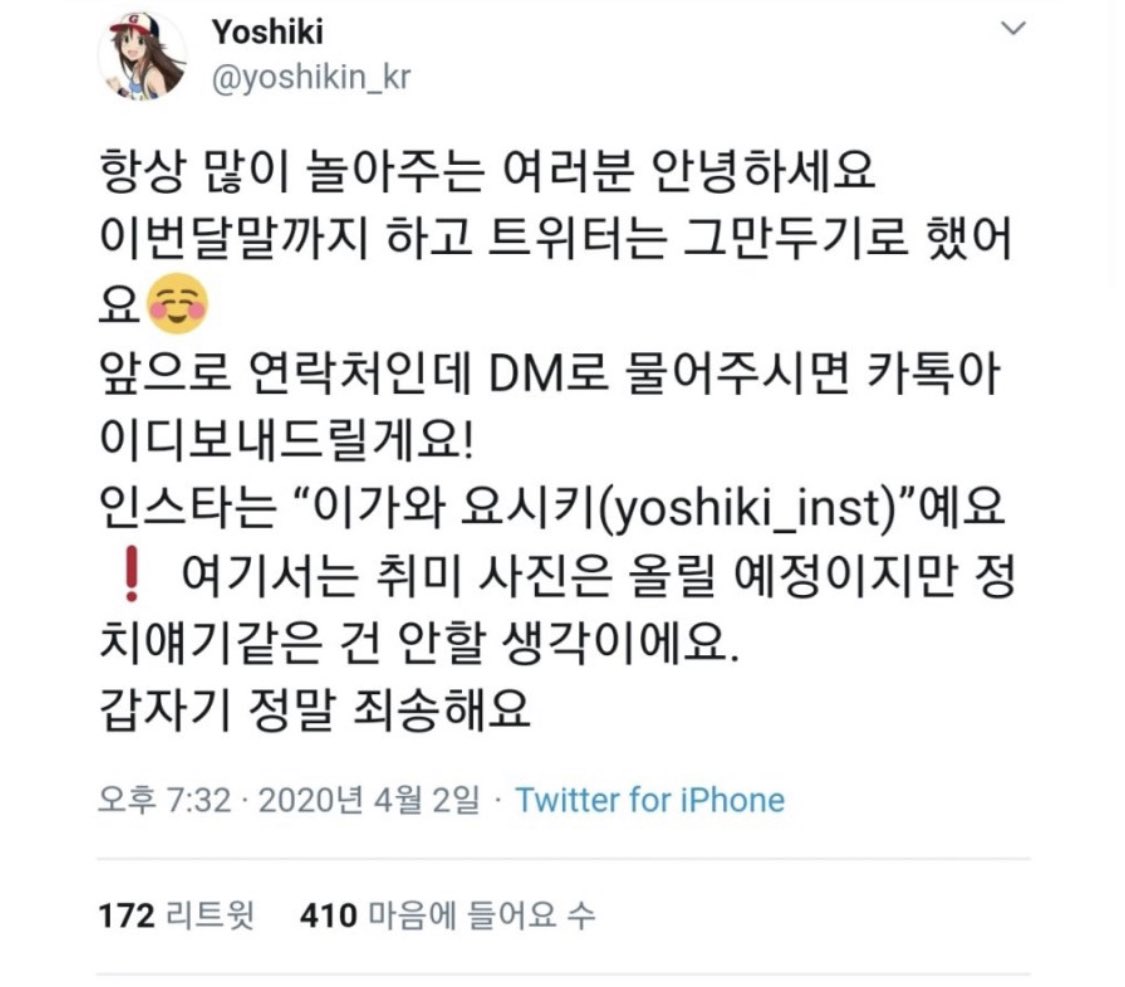 Yoshiki
@yoshikin_kr
항상 많이 놀아주는 여러분 안녕하세요
이번달말까지 하고 트위터는 그만두기로 했어
요☺️
앞으로 연락처인데 DM로 물어주시면 카톡아
이디보내드릴게요!
인스타는 “이가와 요시키(yoshiki_inst)”예요
❗ 여기서는 취미 사진은 올릴 예정이지만 정
치얘기같은 건 안할 생각이에요.
갑자기 정말 죄송해요
오후 7:32 · 2020년 4월 2일 · Twitter for iPhone
172 리트윗 410 마음에 들어요 수